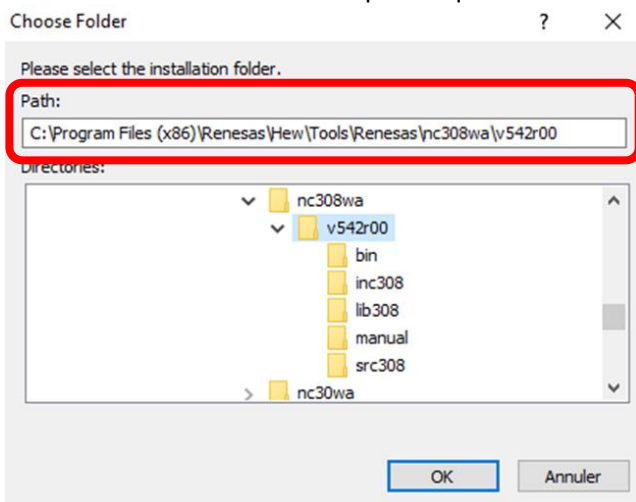 Choose Folder ? ×
Please select the installation folder.
Path:
C:\Program Files (x86)\Renesas\Hew\Tools\Renesas\nc308wa\v542r00
Directories:
nc308wa
v542r00
bin
inc308
lib308
manual
src308
nc30wa
OK Annuler